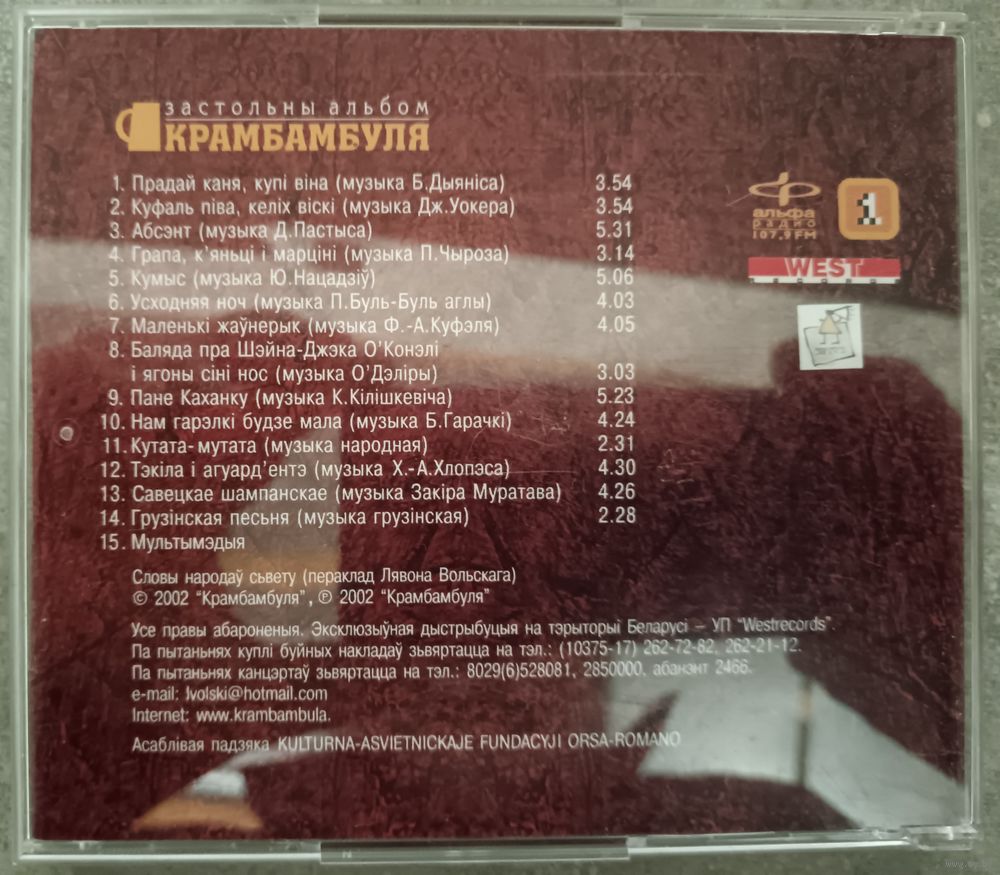 застольны альбом
КРАМБАМБУЛЯ
1. Прадай каня, купі віна (музыка Б.Дыяніса) 3.54
2. Куфаль піва, келіх віскі (музыка Дж.Уокера) 3.54
3. Абсэнт (музыка Д.Пастыса) 5.31
4. Грапа, к'яньці і марціні (музыка П.Чыроза) 3.14
5. Кумыс (музыка Ю.Нацадзіў) 5.06
6. Усходняя ноч (музыка П.Буль-Буль аглы) 4.03
7. Маленькі жаўнерык (музыка Ф.-А.Куфэля) 4.05
8. Баляда пра Шэйна-Джэка О'Конэлі
і ягоны сіні нос (музыка О'Дэліры) 3.03
9. Пане Каханку (музыка К.Кілішкевіча) 5.23
10. Нам гарэлкі будзе мала (музыка Б.Гарачкі) 4.24
11. Кутата-мутата (музыка народная) 2.31
12. Тэкіла і агуард'ентэ (музыка Х.-А.Хлопэса) 4.30
13. Савецкае шампанскае (музыка Закіра Муратава) 4.26
14. Грузінская песьня (музыка грузінская) 2.28
15. Мультымэдыя
альфа
радио
107,9 FM
1
WEST
Словы народаў сьвету (пераклад Лявона Вольскага)
© 2002 "Крамбамбуля", ℗ 2002 "Крамбамбуля"
Усе правы абароненыя. Эксклюзыўная дыстрыбуцыя на тэрыторыі Беларусі – УП "Westrecords".
Па пытаньнях куплі буйных накладаў зьвяртацца на тэл.: (10375-17) 262-72-82, 262-21-12.
Па пытаньнях канцэртаў зьвяртацца на тэл.: 8029(6)528081, 2850000, абанэнт 2466.
e-mail: lvolski@hotmail.com
Internet: www.krambambula.
Асаблівая падзяка KULTURNA-ASVIETNICKAJE FUNDACYJI ORSA-ROMANO